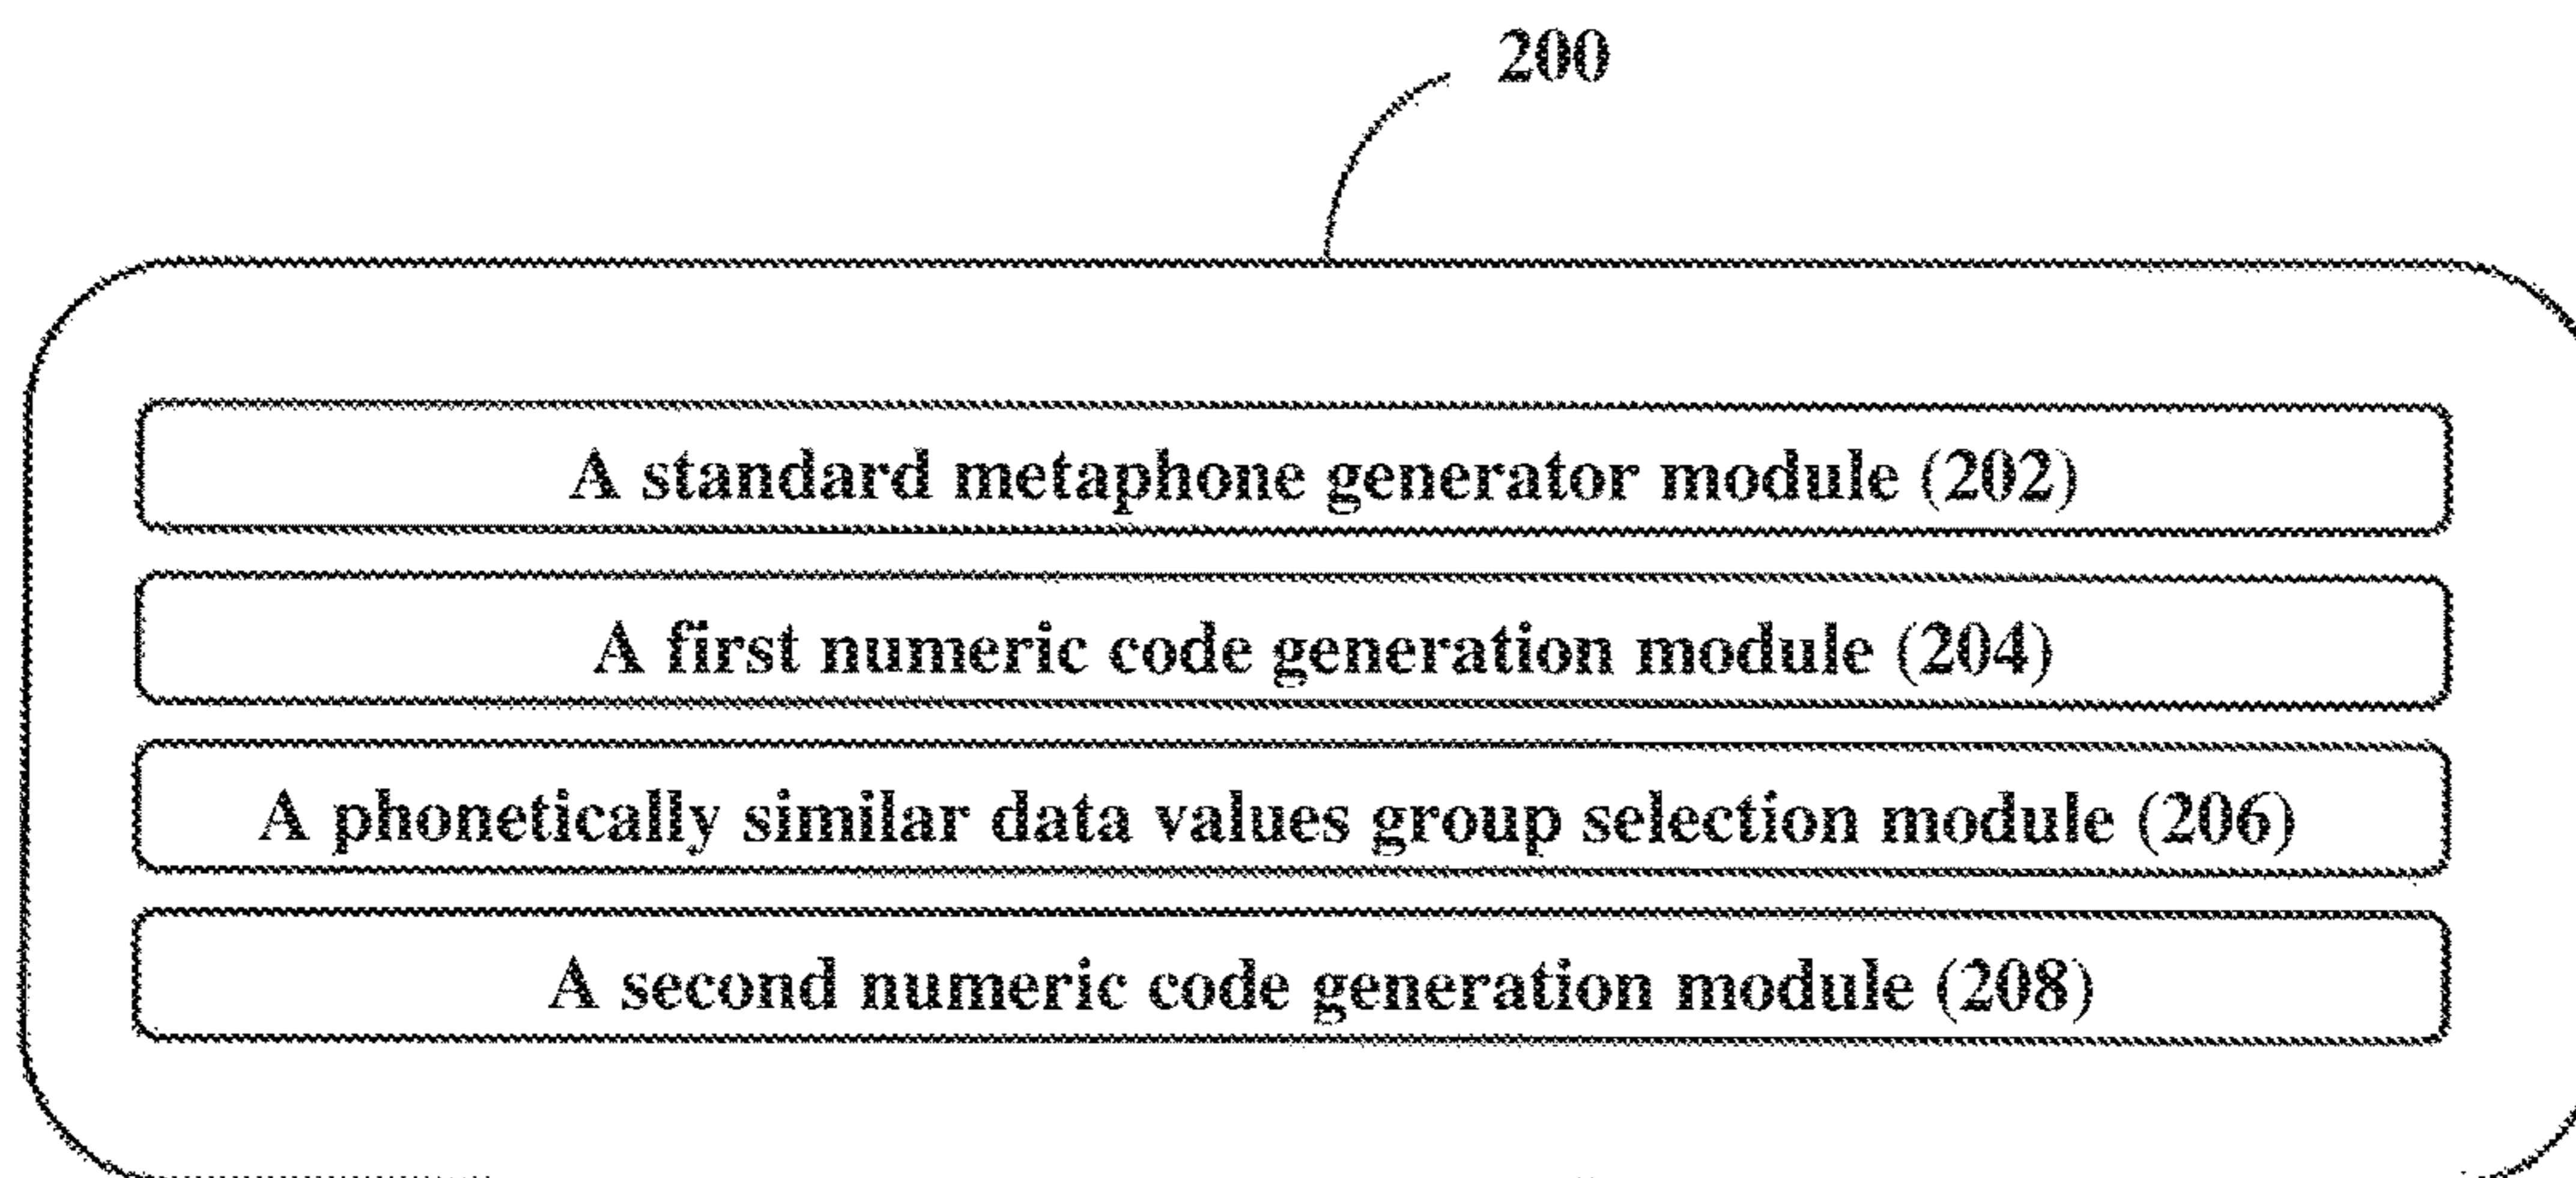 200
A standard metaphone generator module (202)
A first numeric code generation module (204)
A phonetically similar data values group selection module (206)
A second numeric code generation module (208)